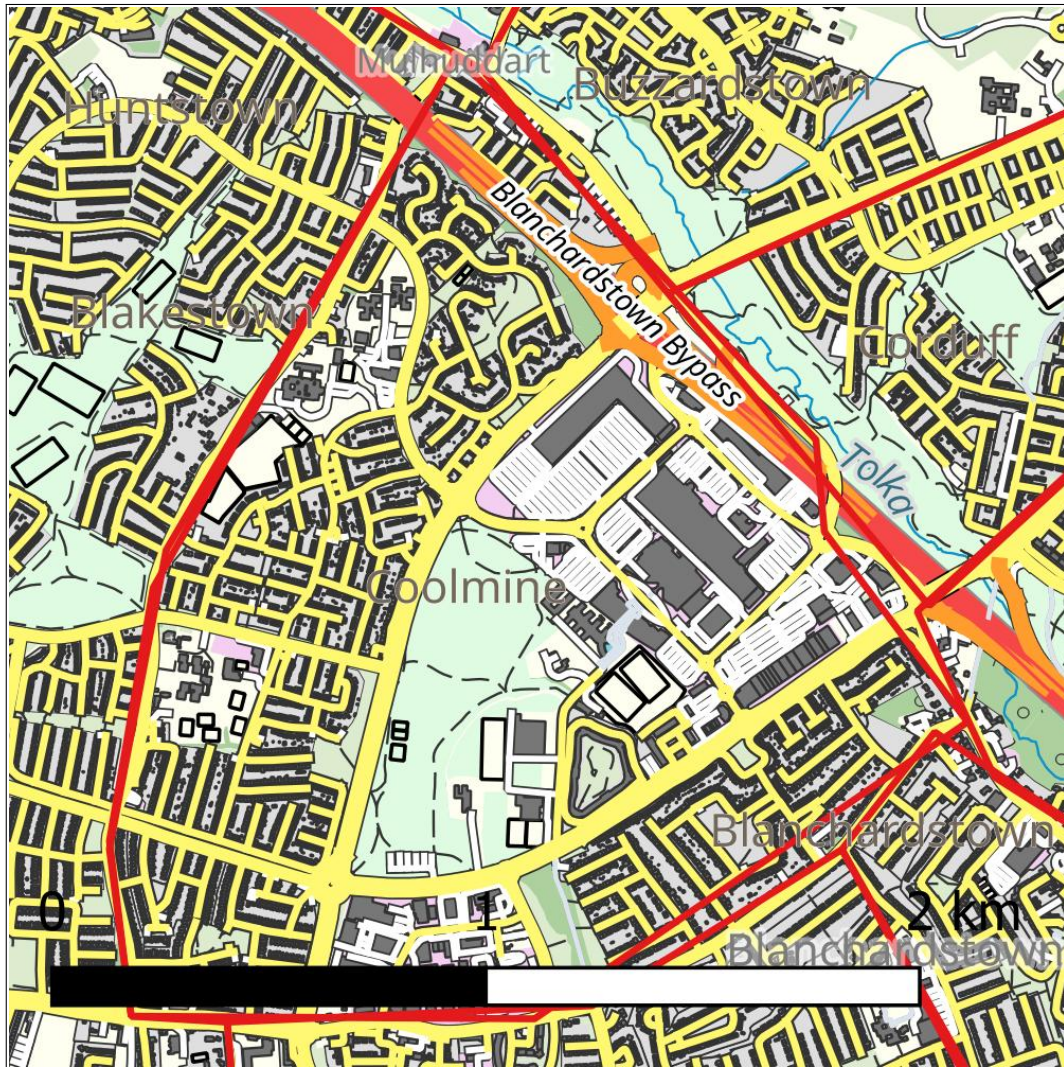 Mulhuddart
Buzzardstown
Huntstown
Blanchardstown Bypass
Blakestown
Corduff
Tolka
Coolmine
Blanchardstown
0
1
2 km
Blanchardstown